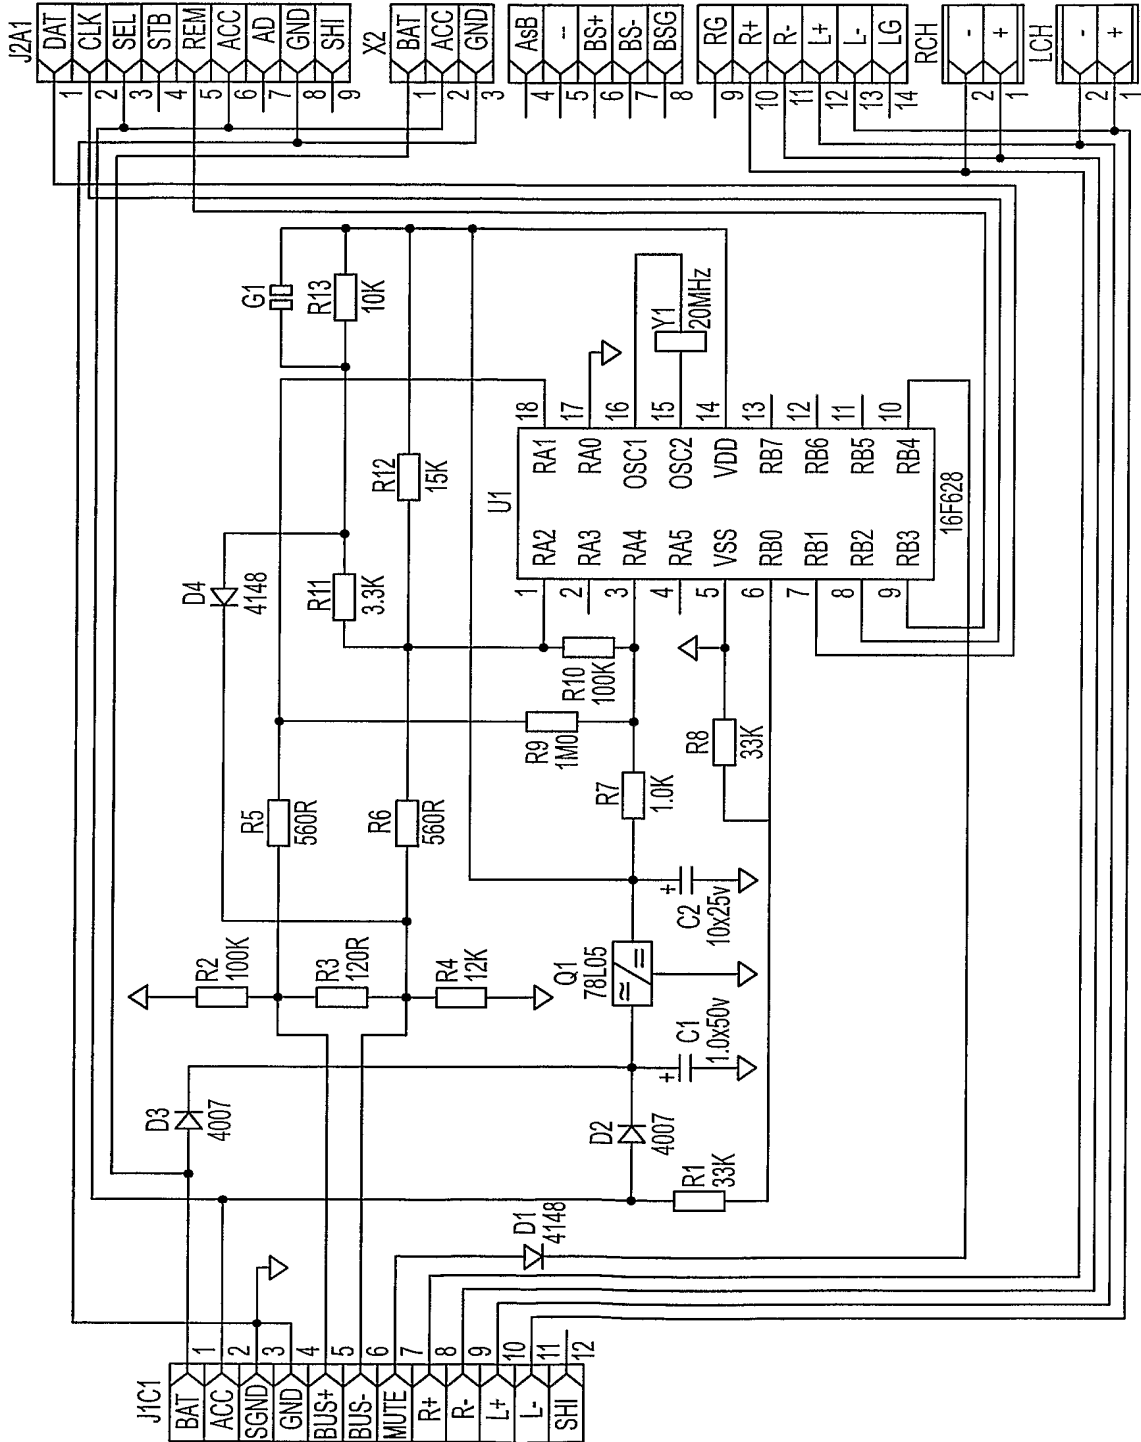 J2A1
DAT 1
CLK 2
SEL 3
STB 4
REM 5
ACC 6
AD 7
GND 8
SHI 9
X2
BAT 1
ACC 2
GND 3
AsB 4
-- 5
BS+ 6
BS- 7
BSG 8
RG 9
R+ 10
R- 11
L+ 12
L- 13
LG 14
RCH
- 2
+ 1
LCH
- 2
+ 1
G1
R13
10K
R12
15K
D4
4148
R11
3.3K
Y1
20MHz
U1
RA1 18
RA0 17
OSC1 16
OSC2 15
VDD 14
RB7 13
RB6 12
RB5 11
RB4 10
RA2 1
RA3 2
RA4 3
RA5 4
VSS 5
RB0 6
RB1 7
RB2 8
RB3 9
16F628
R10
100K
R9
1M0
R8
33K
R7
1.0K
R5
560R
R6
560R
R2
100K
R3
120R
R4
12K
Q1
78L05
+
C2
10x25v
+
C1
1.0x50v
D3
4007
D2
4007
R1
33K
D1
4148
J1C1
BAT 1
ACC 2
SGND 3
GND 4
BUS+ 5
BUS- 6
MUTE 7
R+ 8
R- 9
L+ 10
L- 11
SHI 12